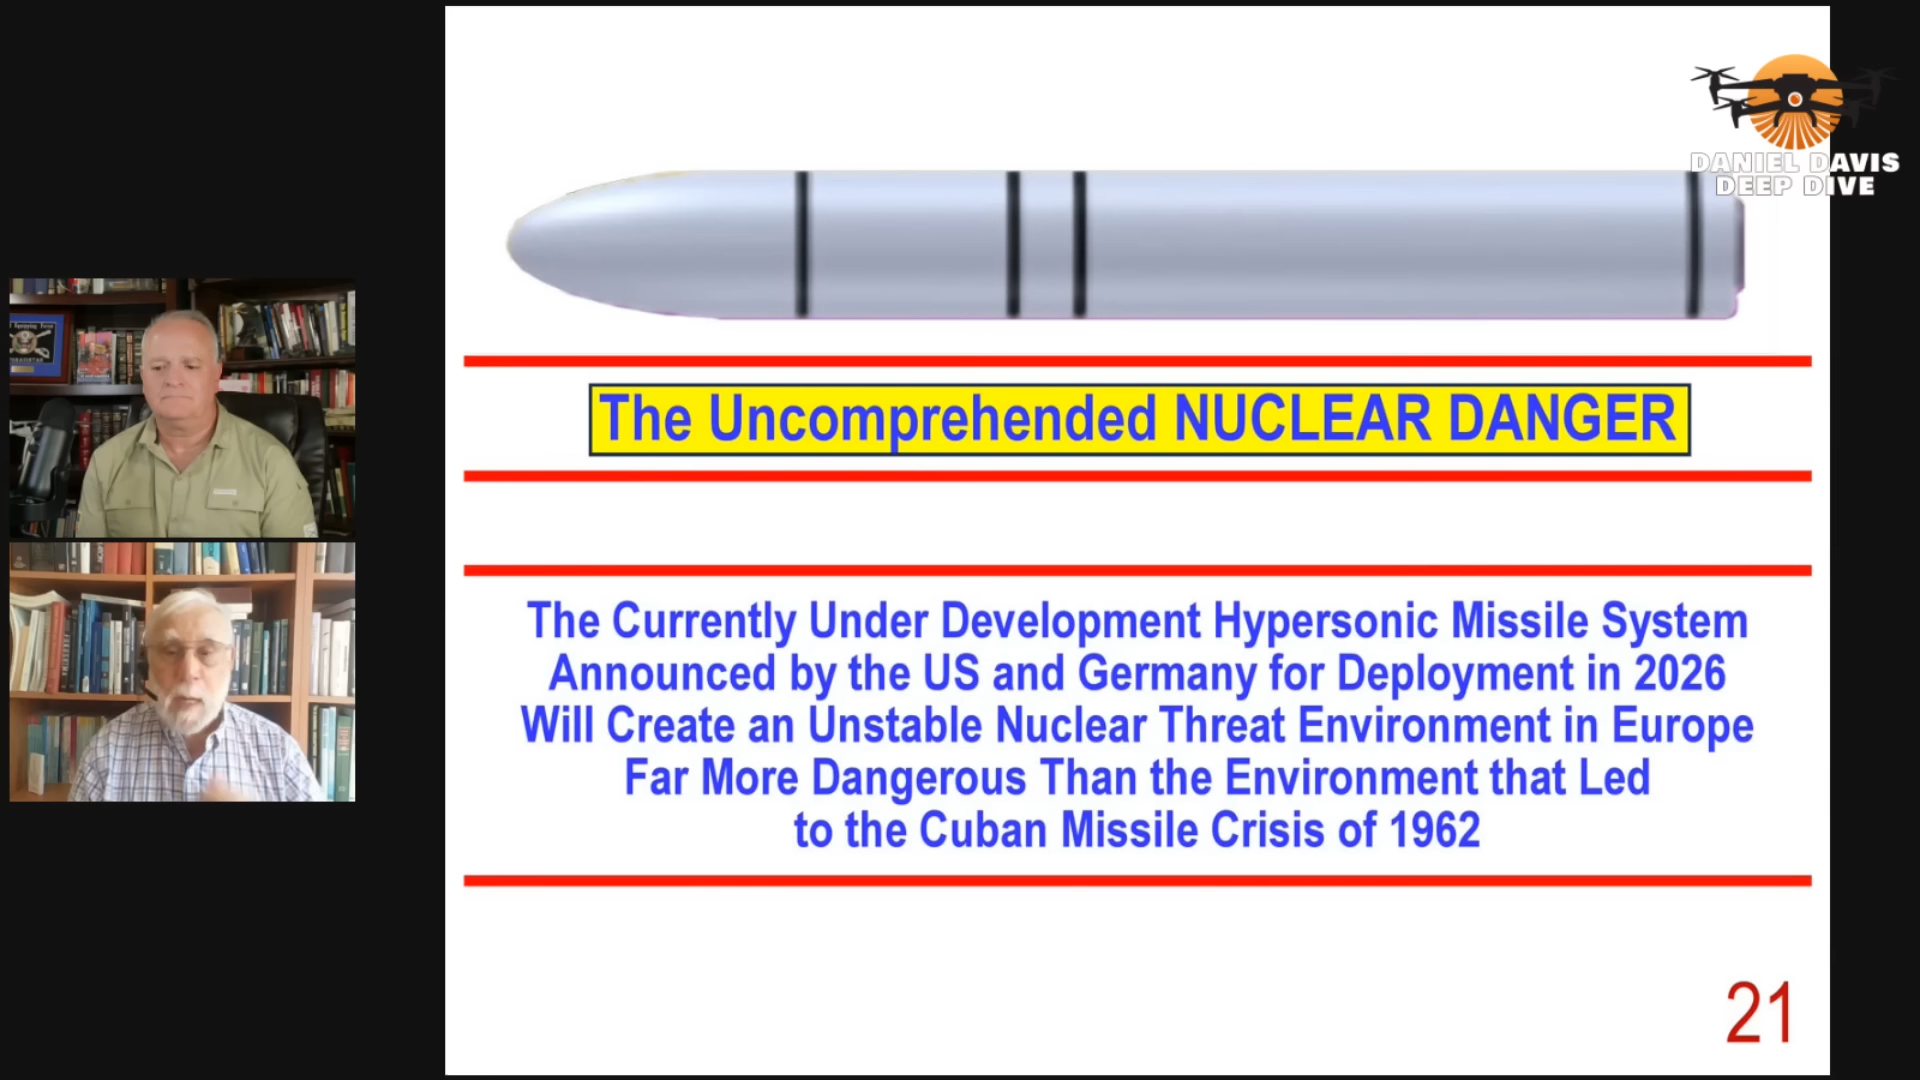 DANIEL DAVIS
DEEP DIVE
The Uncomprehended NUCLEAR DANGER
The Currently Under Development Hypersonic Missile System
Announced by the US and Germany for Deployment in 2026
Will Create an Unstable Nuclear Threat Environment in Europe
Far More Dangerous Than the Environment that Led
to the Cuban Missile Crisis of 1962
21